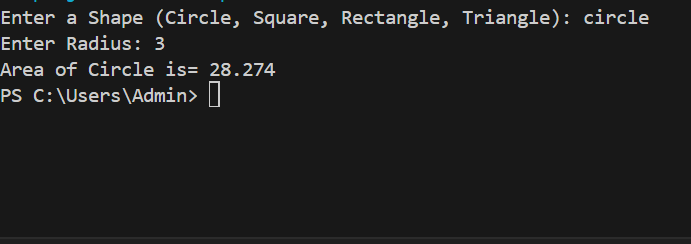 Enter a Shape (Circle, Square, Rectangle, Triangle): circle
Enter Radius: 3
Area of Circle is= 28.274
PS C:\Users\Admin>